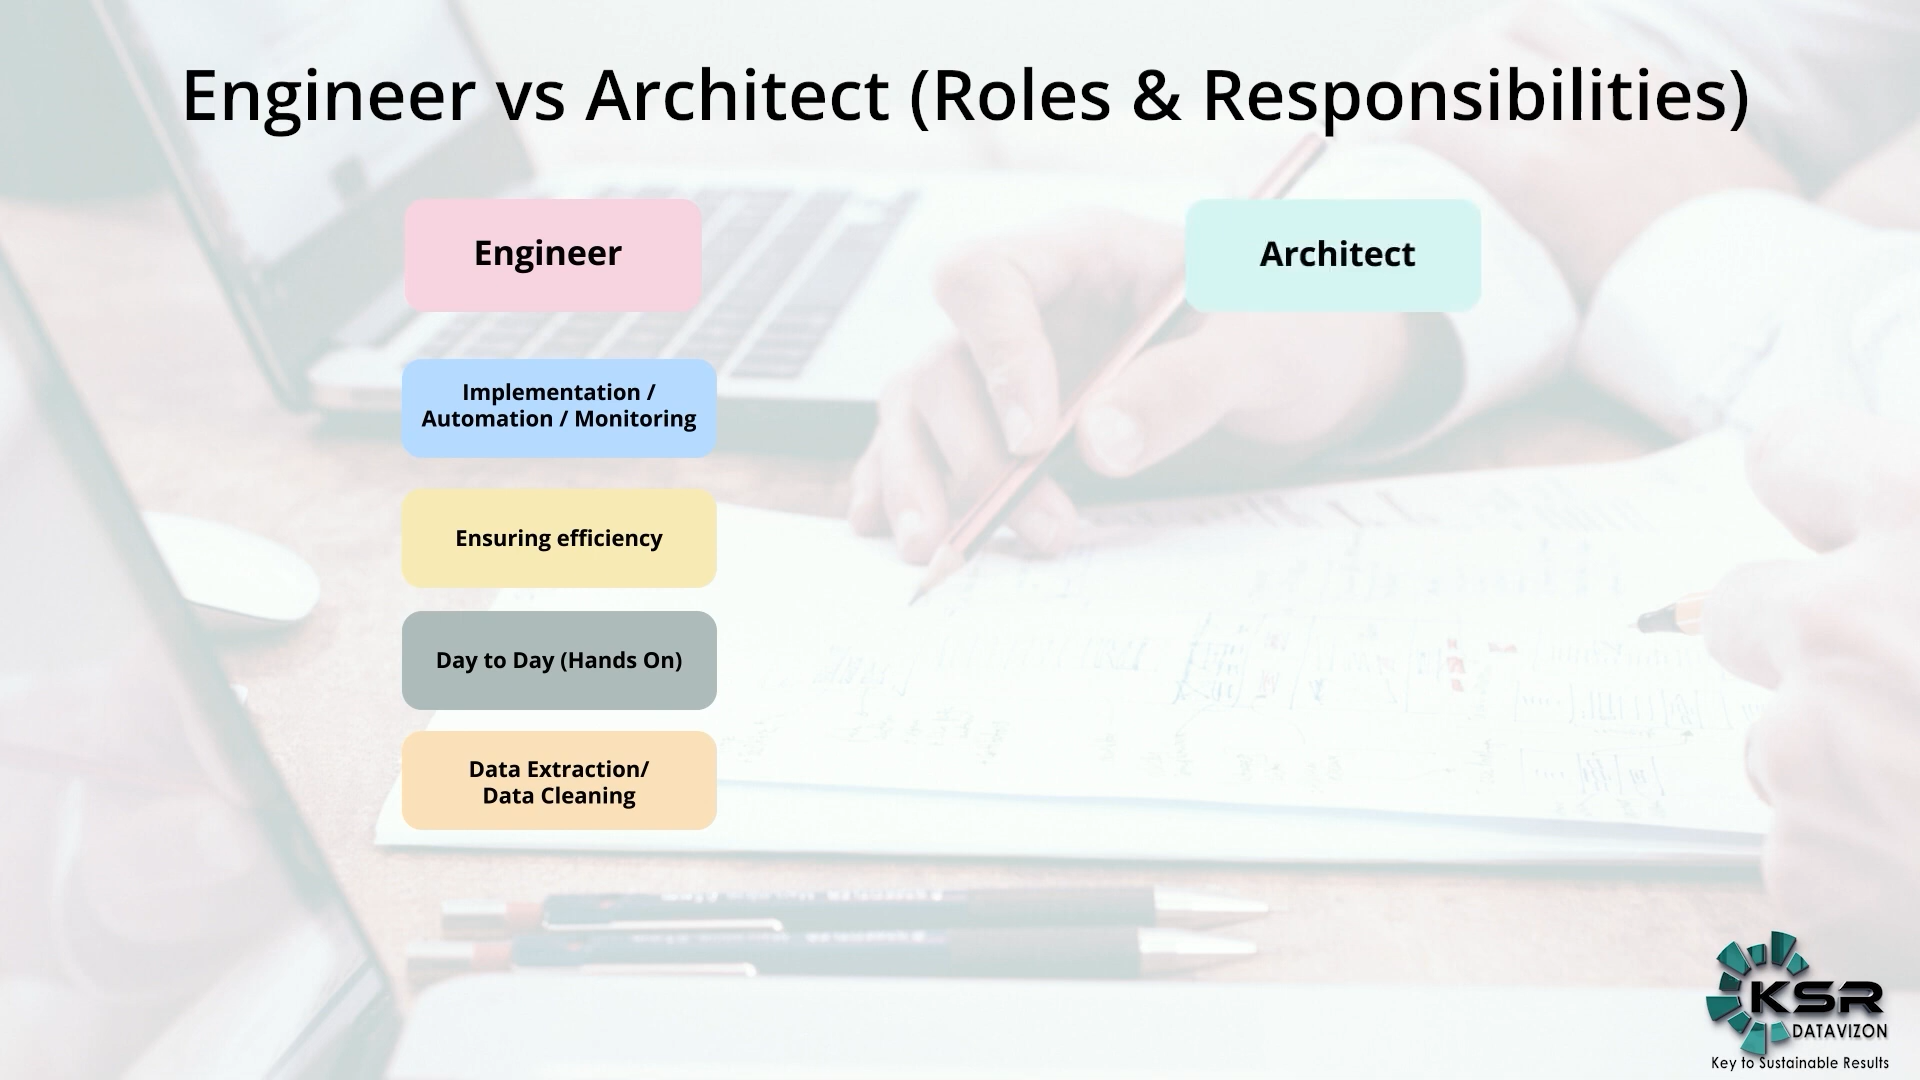 Engineer vs Architect (Roles & Responsibilities)
Engineer
Architect
Implementation /
Automation / Monitoring
Ensuring efficiency
Day to Day (Hands On)
Data Extraction/
Data Cleaning
KSR
DATAVIZON
Key to Sustainable Results